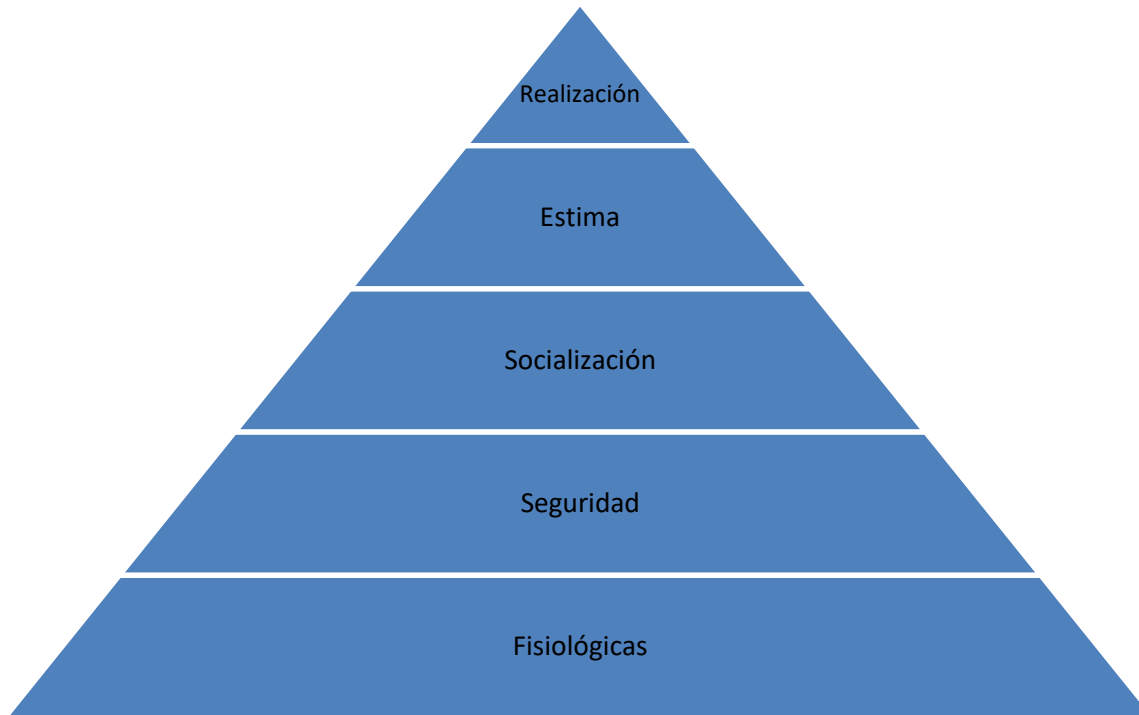 Realización
Estima
Socialización
Seguridad
Fisiológicas